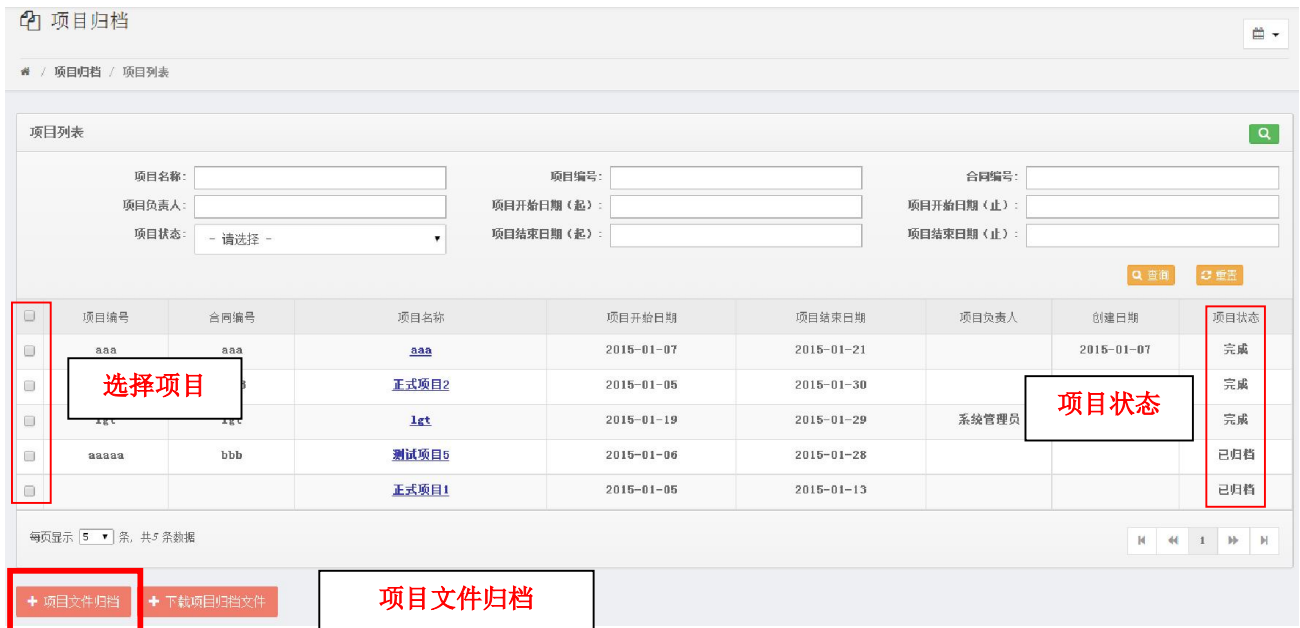 项目归档
/ 项目归档 / 项目列表
项目列表
项目名称: 项目编号: 合同编号:
项目负责人: 项目开始日期（起）: 项目开始日期（止）:
项目状态: - 请选择 - 项目结束日期（起）: 项目结束日期（止）:
查询 重置
项目编号 合同编号 项目名称 项目开始日期 项目结束日期 项目负责人 创建日期 项目状态
aaa aaa aaa 2015-01-07 2015-01-21 2015-01-07 完成
选择项目
正式项目2 2015-01-05 2015-01-30 完成
项目状态
lgt lgt lgt 2015-01-19 2015-01-29 系统管理员 完成
aaaaa bbb 测试项目5 2015-01-06 2015-01-28 已归档
正式项目1 2015-01-05 2015-01-13 已归档
每页显示 5 条, 共5 条数据 1
+ 项目文件归档 + 下载项目归档文件 项目文件归档